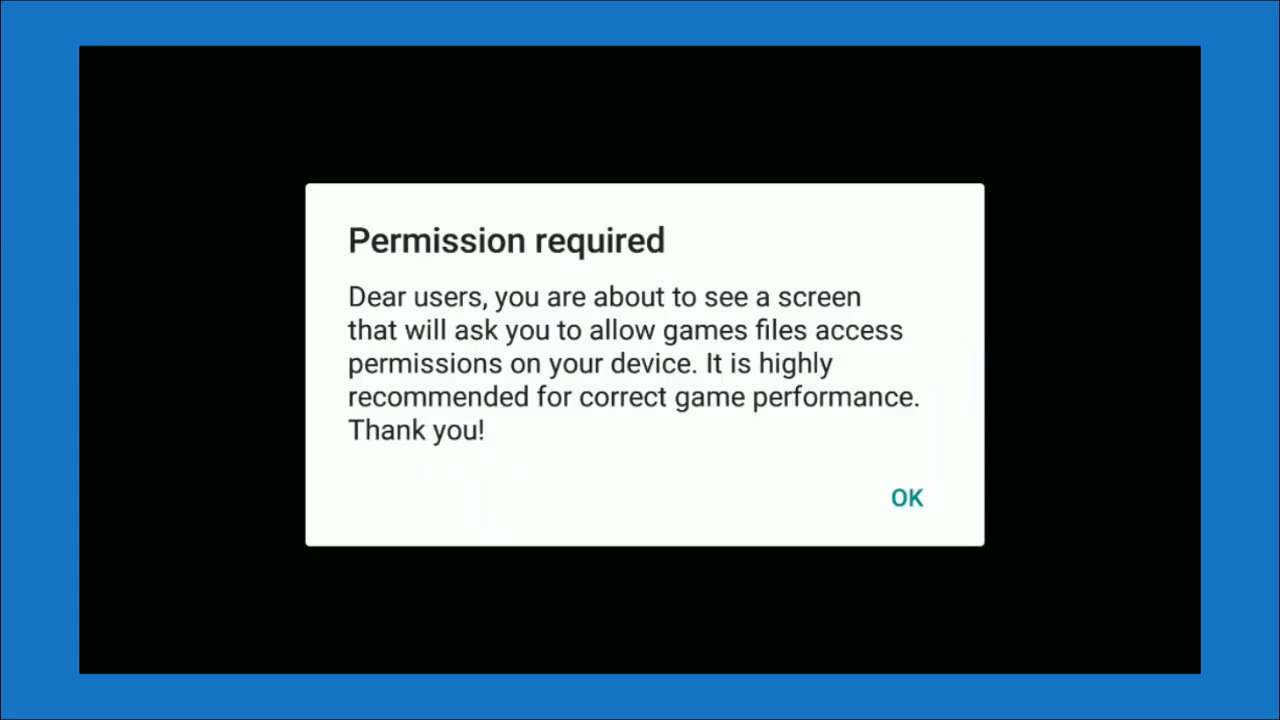 Permission required
Dear users, you are about to see a screen
that will ask you to allow games files access
permissions on your device. It is highly
recommended for correct game performance.
Thank you!
OK